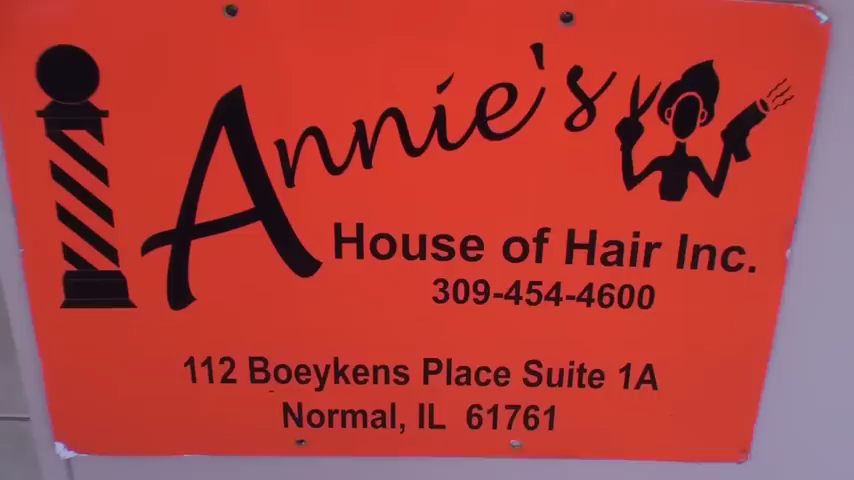 Annie's
House of Hair Inc.
309-454-4600
112 Boeykens Place Suite 1A
Normal, IL 61761